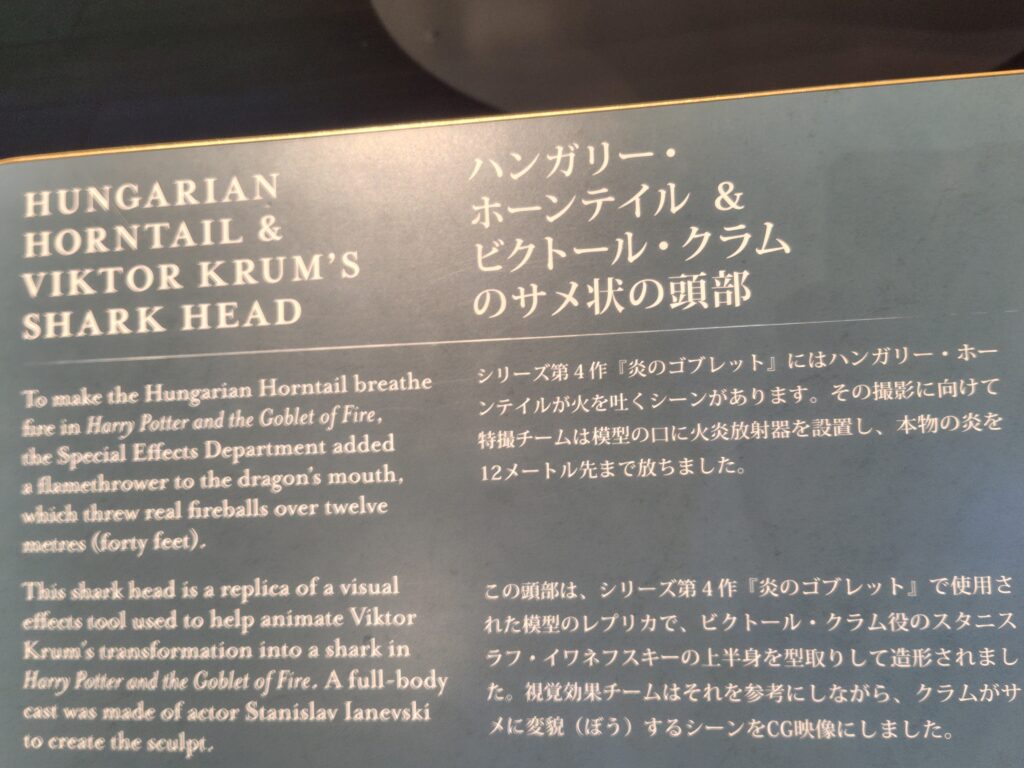 HUNGARIAN
HORNTAIL &
VIKTOR KRUM'S
SHARK HEAD
To make the Hungarian Horntail breathe
fire in Harry Potter and the Goblet of Fire,
the Special Effects Department added
a flamethrower to the dragon's mouth,
which threw real fireballs over twelve
metres (forty feet).
This shark head is a replica of a visual
effects tool used to help animate Viktor
Krum's transformation into a shark in
Harry Potter and the Goblet of Fire. A full-body
cast was made of actor Stanislav Ianevski
to create the sculpt.
ハンガリー・
ホーンテイル &
ビクトール・クラム
のサメ状の頭部
シリーズ第4作『炎のゴブレット』にはハンガリー・ホー
ンテイルが火を吐くシーンがあります。その撮影に向けて
特撮チームは模型の口に火炎放射器を設置し、本物の炎を
12メートル先まで放ちました。
この頭部は、シリーズ第4作『炎のゴブレット』で使用さ
れた模型のレプリカで、ビクトール・クラム役のスタニス
ラフ・イワネフスキーの上半身を型取りして造形されまし
た。視覚効果チームはそれを参考にしながら、クラムがサ
メに変貌（ぼう）するシーンをCG映像にしました。